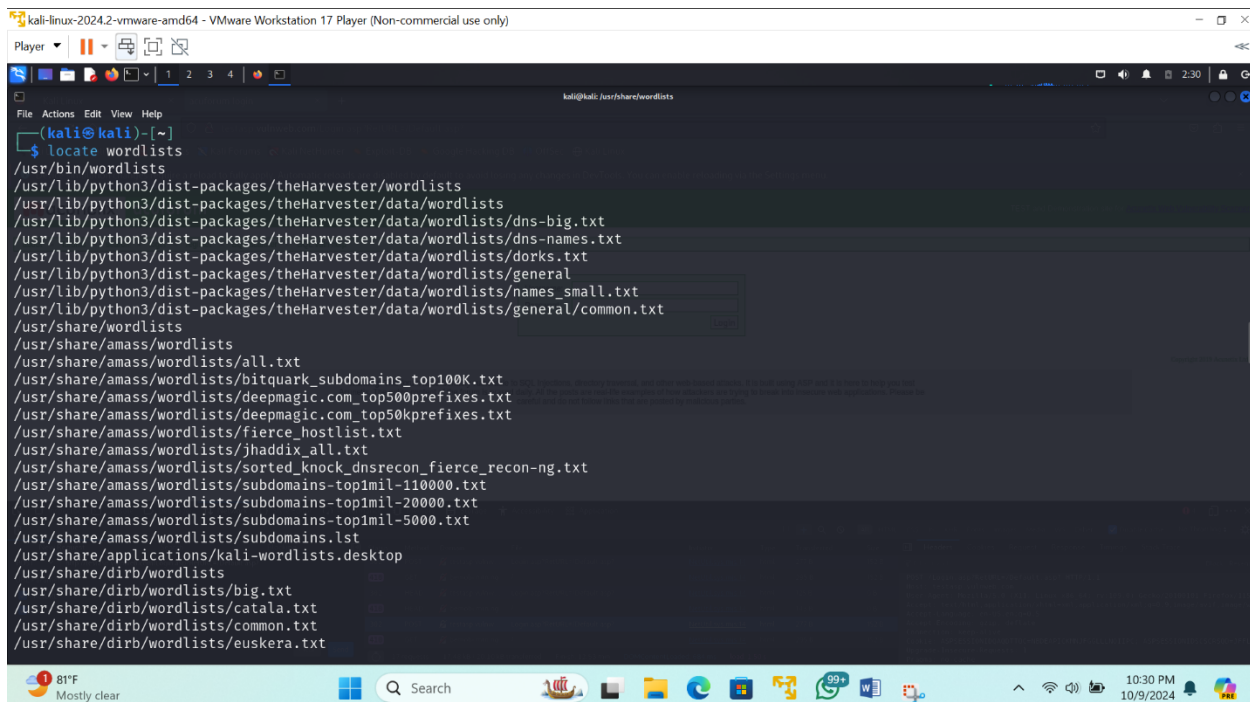 kali-linux-2024.2-vmware-amd64 - VMware Workstation 17 Player (Non-commercial use only)
Player
1 2 3 4
2:30
kali@kali: /usr/share/wordlists
File Actions Edit View Help
(kali㉿kali)-[~]
$ locate wordlists
/usr/bin/wordlists
/usr/lib/python3/dist-packages/theHarvester/wordlists
/usr/lib/python3/dist-packages/theHarvester/data/wordlists
/usr/lib/python3/dist-packages/theHarvester/data/wordlists/dns-big.txt
/usr/lib/python3/dist-packages/theHarvester/data/wordlists/dns-names.txt
/usr/lib/python3/dist-packages/theHarvester/data/wordlists/dorks.txt
/usr/lib/python3/dist-packages/theHarvester/data/wordlists/general
/usr/lib/python3/dist-packages/theHarvester/data/wordlists/names_small.txt
/usr/lib/python3/dist-packages/theHarvester/data/wordlists/general/common.txt
/usr/share/wordlists
/usr/share/amass/wordlists
/usr/share/amass/wordlists/all.txt
/usr/share/amass/wordlists/bitquark_subdomains_top100K.txt
/usr/share/amass/wordlists/deepmagic.com_top500prefixes.txt
/usr/share/amass/wordlists/deepmagic.com_top50kprefixes.txt
/usr/share/amass/wordlists/fierce_hostlist.txt
/usr/share/amass/wordlists/jhaddix_all.txt
/usr/share/amass/wordlists/sorted_knock_dnsrecon_fierce_recon-ng.txt
/usr/share/amass/wordlists/subdomains-top1mil-110000.txt
/usr/share/amass/wordlists/subdomains-top1mil-20000.txt
/usr/share/amass/wordlists/subdomains-top1mil-5000.txt
/usr/share/amass/wordlists/subdomains.lst
/usr/share/applications/kali-wordlists.desktop
/usr/share/dirb/wordlists
/usr/share/dirb/wordlists/big.txt
/usr/share/dirb/wordlists/catala.txt
/usr/share/dirb/wordlists/common.txt
/usr/share/dirb/wordlists/euskera.txt
1
81°F
Mostly clear
Search
99+
PRE
10:30 PM
10/9/2024